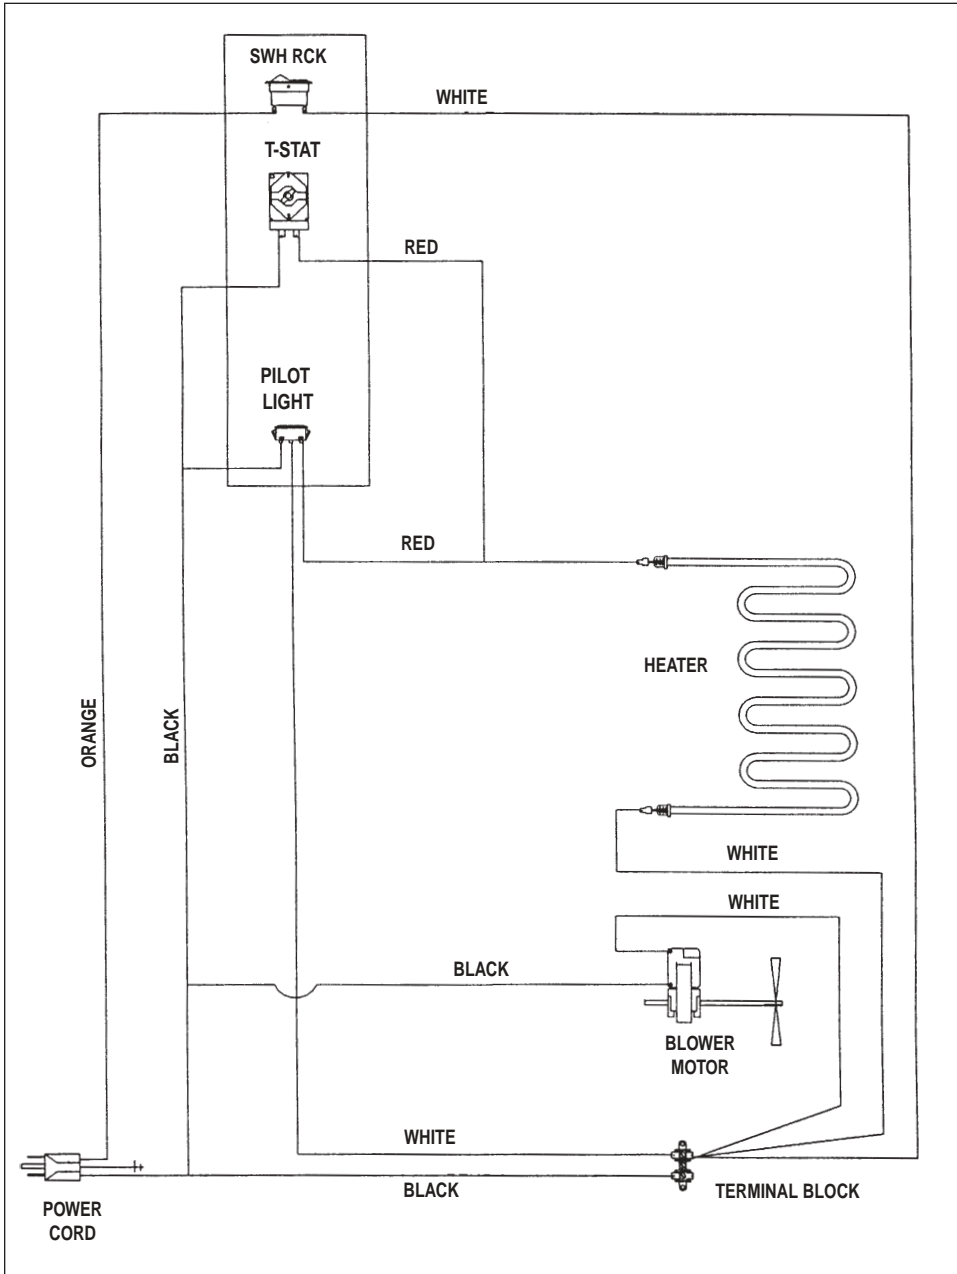 SWH RCK
WHITE
T-STAT
RED
PILOT
LIGHT
RED
HEATER
ORANGE
BLACK
WHITE
WHITE
BLACK
BLOWER
MOTOR
WHITE
BLACK
TERMINAL BLOCK
POWER
CORD